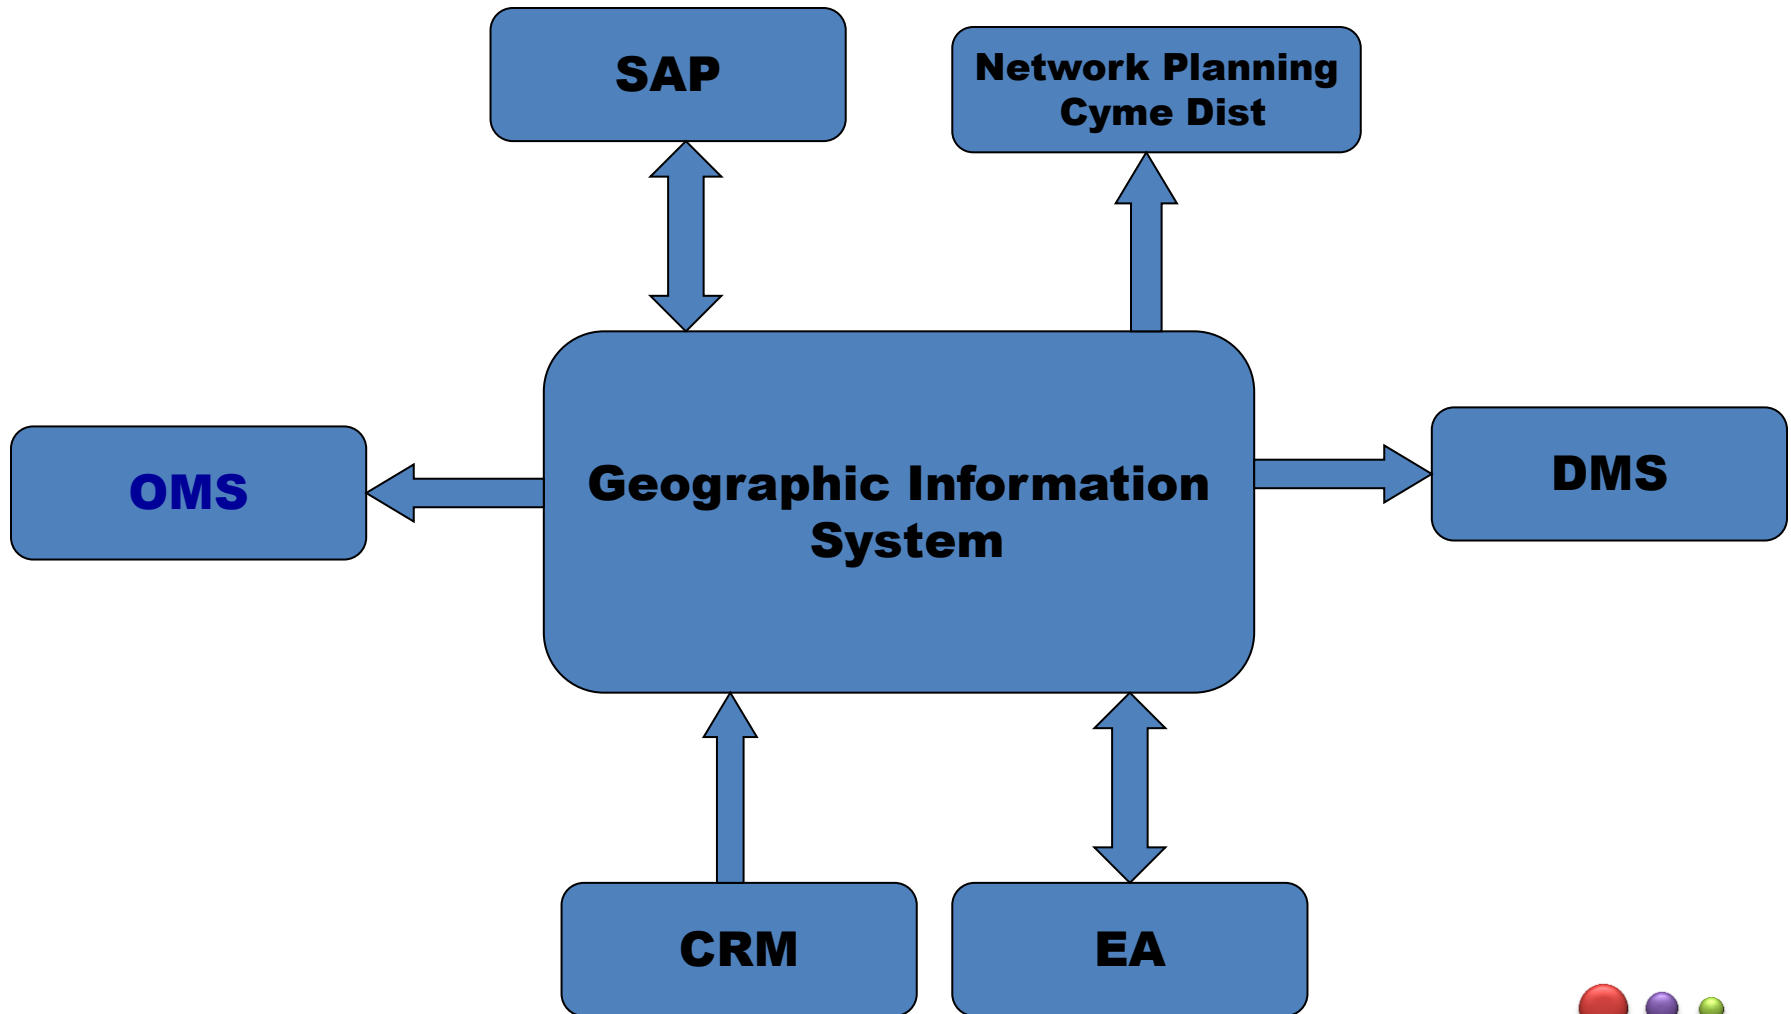 SAP
Network Planning
Cyme Dist
OMS
Geographic Information
System
DMS
CRM
EA